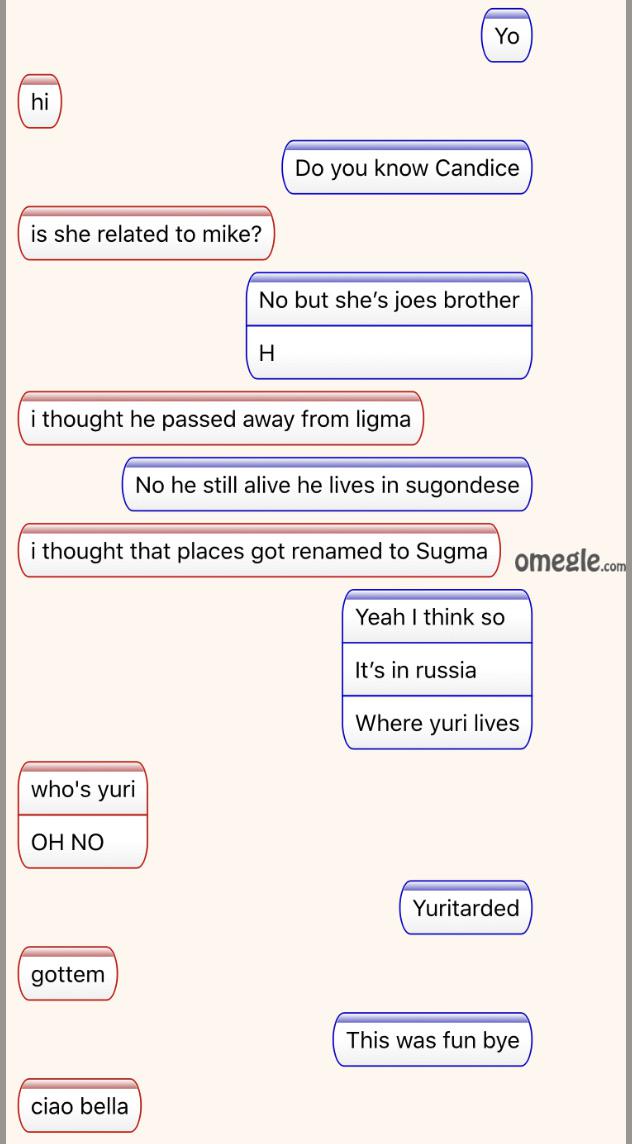 Yo
hi
Do you know Candice
is she related to mike?
No but she’s joes brother
H
i thought he passed away from ligma
No he still alive he lives in sugondese
i thought that places got renamed to Sugma
omegle.com
Yeah I think so
It’s in russia
Where yuri lives
who's yuri
OH NO
Yuritarded
gottem
This was fun bye
ciao bella